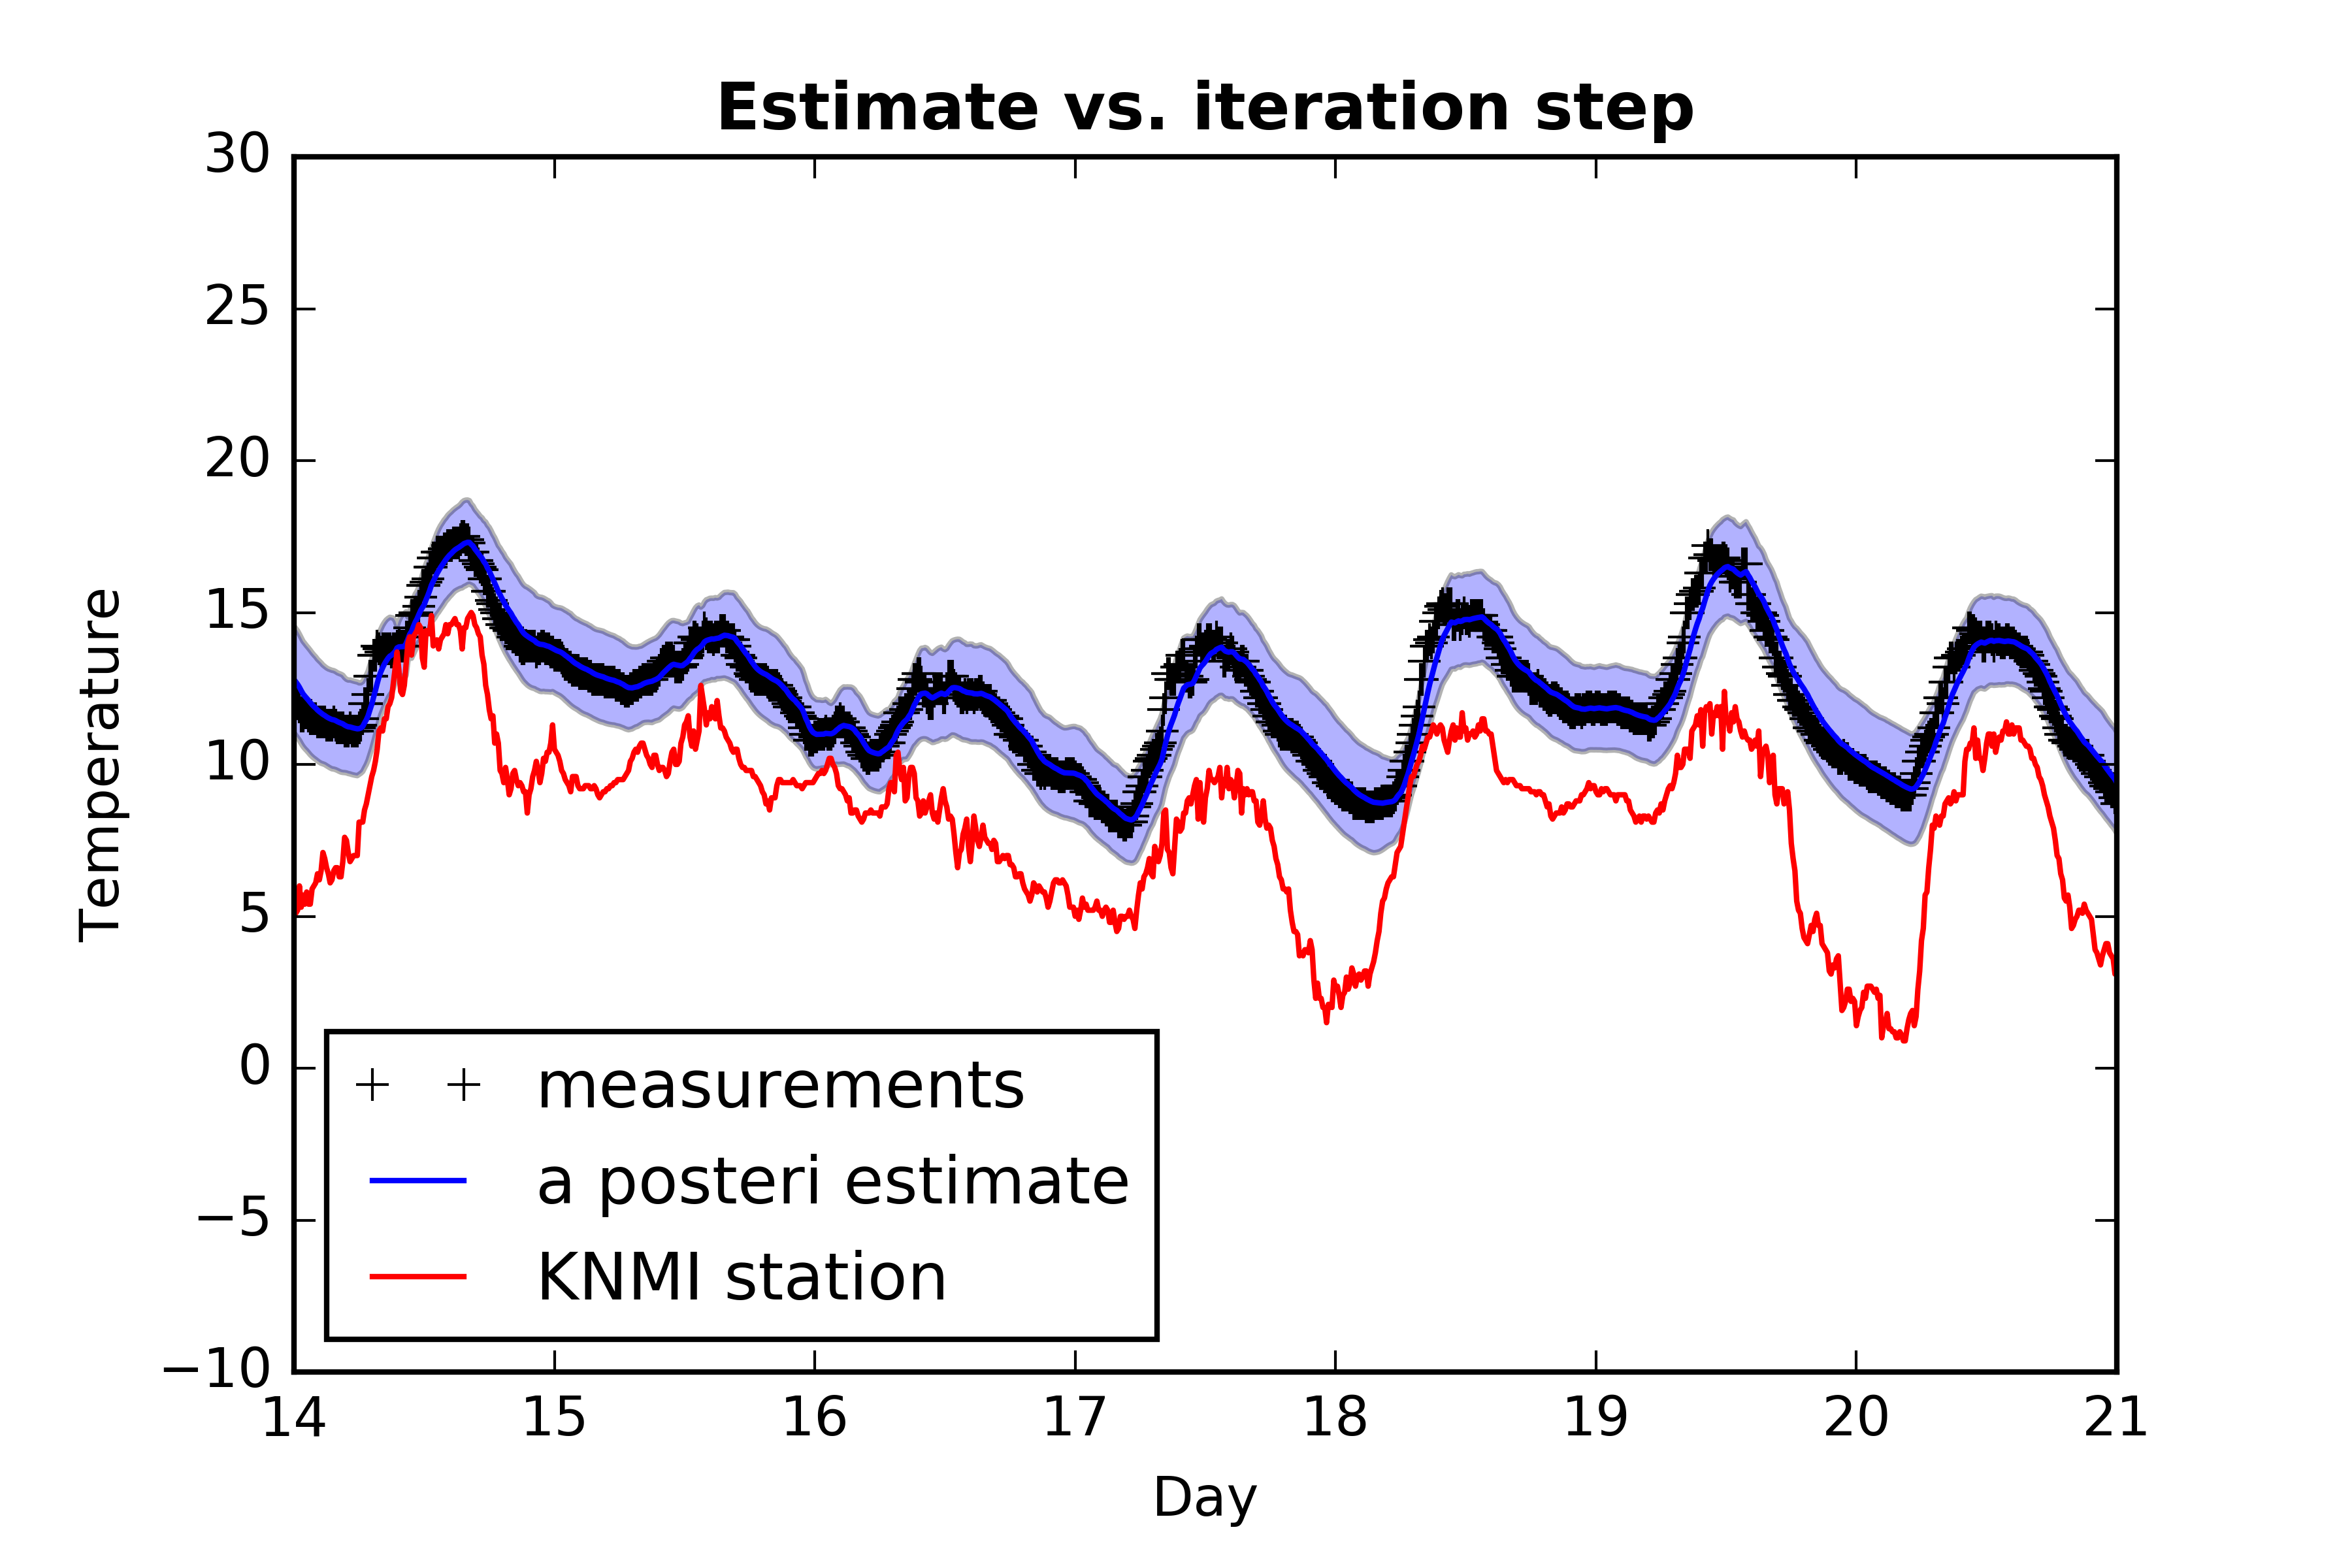 Estimate vs. iteration step
30
25
20
15
10
5
0
−5
−10
Temperature
measurements
a posteri estimate
KNMI station
14 15 16 17 18 19 20 21
Day